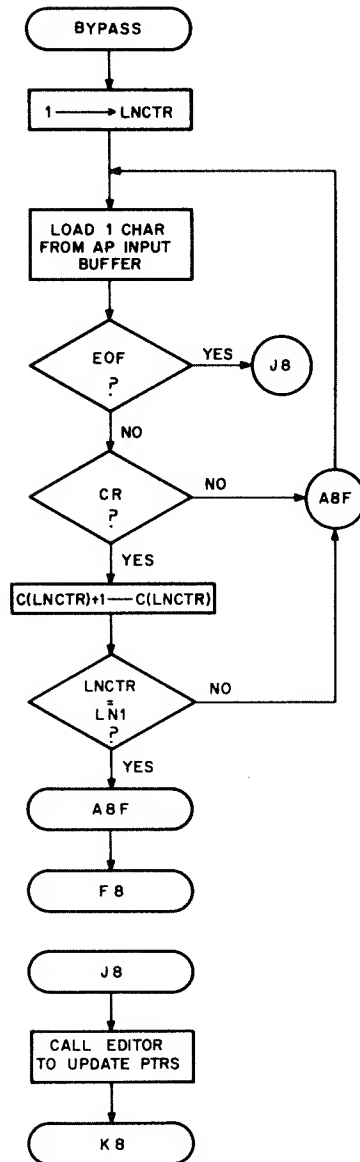 BYPASS
1 ⟶ LNCTR
LOAD 1 CHAR
FROM AP INPUT
BUFFER
EOF
?
YES
J8
NO
CR
?
NO
A8F
YES
C(LNCTR)+1 — C(LNCTR)
LNCTR
=
LN1
?
NO
YES
A8F
F8
J8
CALL EDITOR
TO UPDATE PTRS
K8